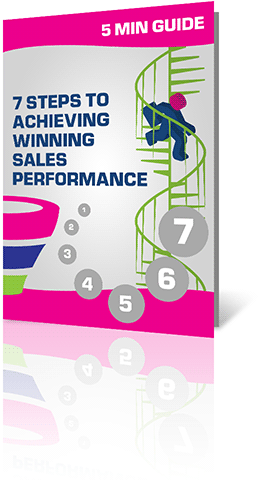 5 MIN GUIDE
7 STEPS TO
ACHIEVING
WINNING
SALES
PERFORMANCE
1
2
3
4
5
6
7